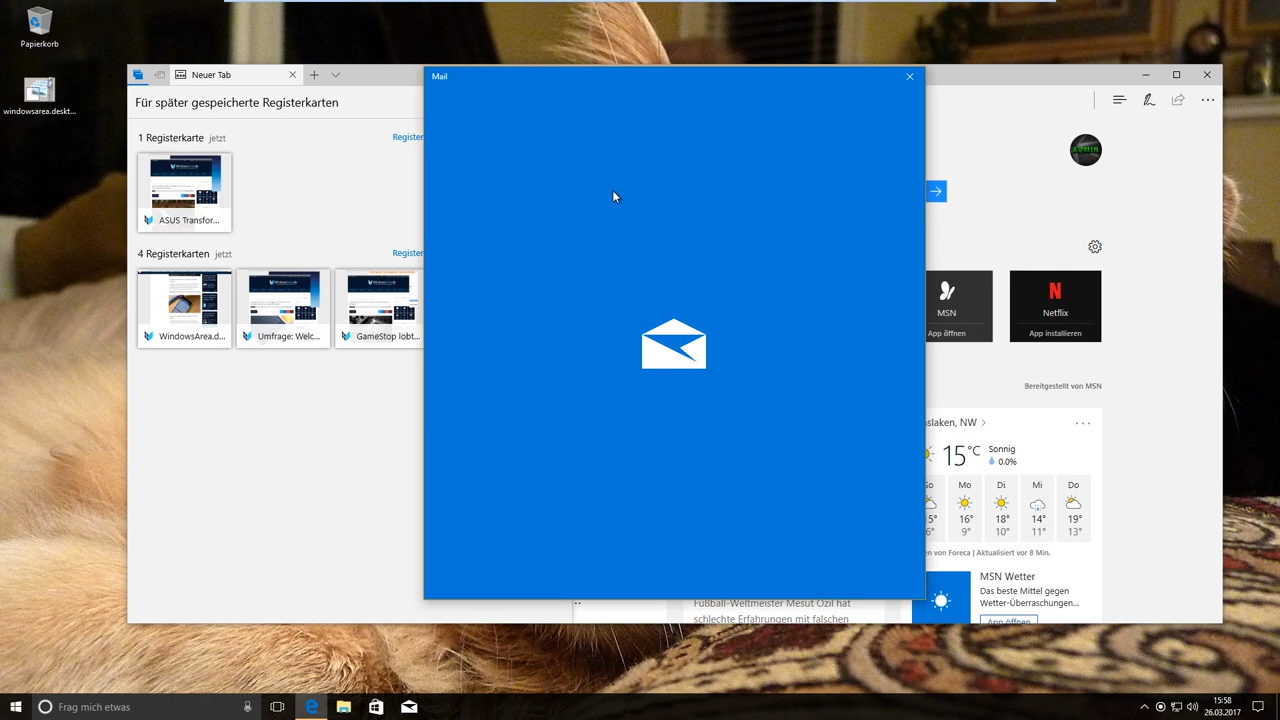 Papierkorb
windowsarea.deskt...
Neuer Tab
Für später gespeicherte Registerkarten
1 Registerkarte jetzt
Register
ASUS Transfor...
4 Registerkarten jetzt
Register
WindowsArea.d...
Umfrage: Welc...
GameStop lobt...
Mail
MSN
App öffnen
Netflix
App installieren
Bereitgestellt von MSN
slaken, NW
15°C
Sonnig
0.0%
So
Mo
Di
Mi
Do
5°
16°
18°
14°
19°
6°
9°
10°
11°
13°
en von Foreca | Aktualisiert vor 8 Min.
MSN Wetter
Das beste Mittel gegen
Wetter-Überraschungen...
App öffnen
Fußball-Weltmeister Mesut Özil hat
schlechte Erfahrungen mit falschen
Frag mich etwas
15:58
26.03.2017